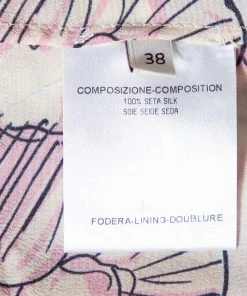 38
COMPOSIZIONE-COMPOSITION
100% SETA SILK
SOIE SEIDE SEDA
FODERA-LINING-DOUBLURE